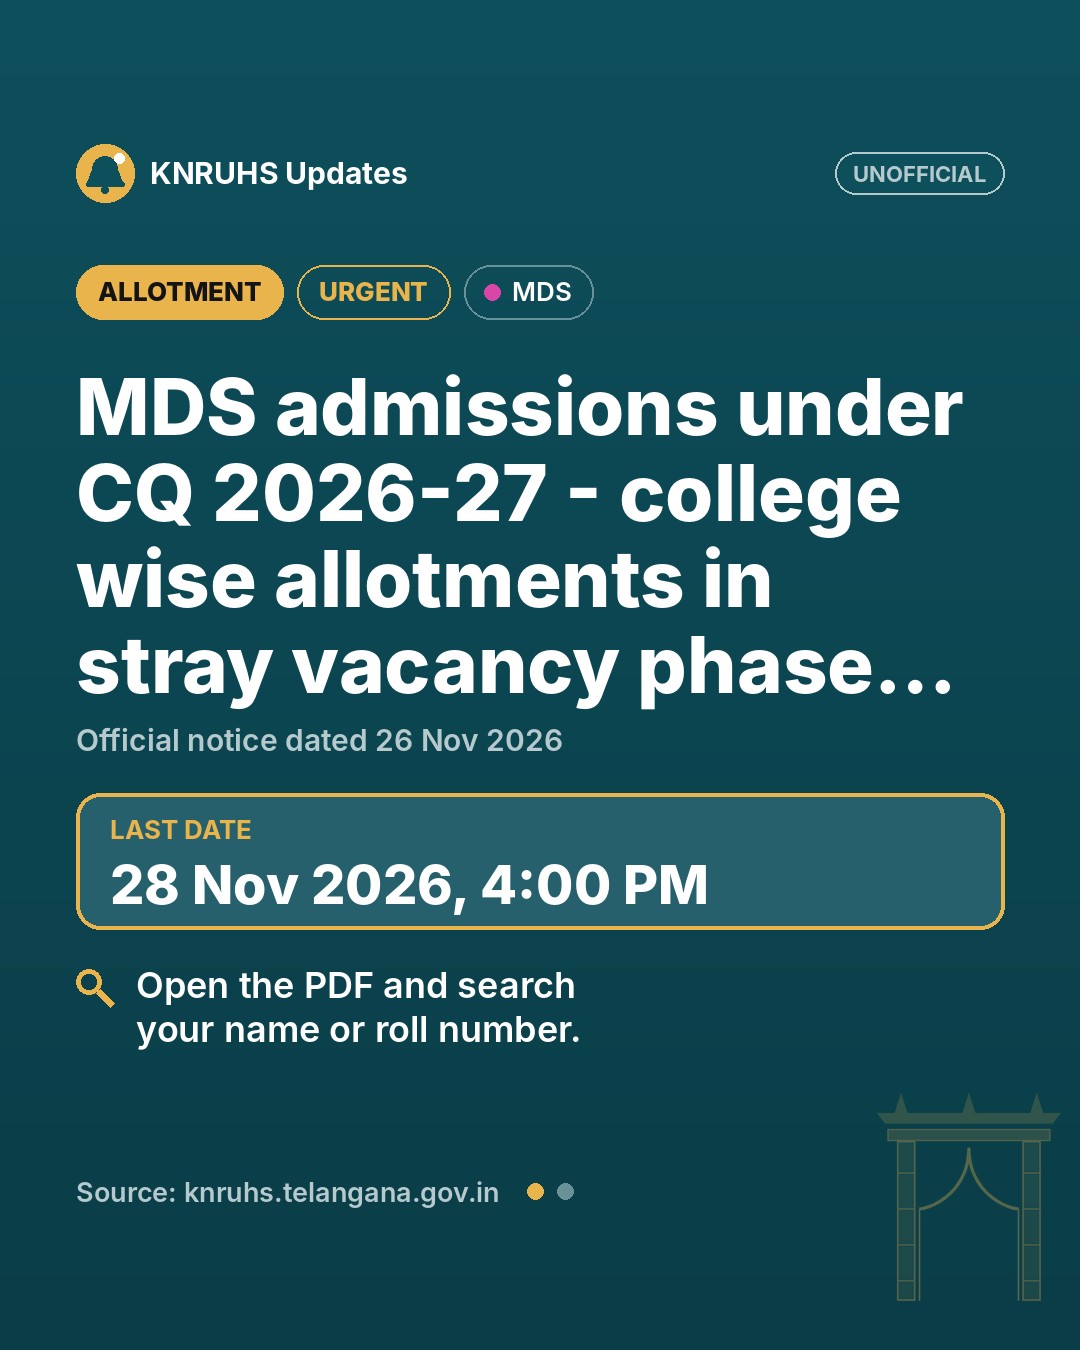 KNRUHS Updates
UNOFFICIAL
ALLOTMENT
URGENT
MDS
MDS admissions under
CQ 2026-27 - college
wise allotments in
stray vacancy phase...
Official notice dated 26 Nov 2026
LAST DATE
28 Nov 2026, 4:00 PM
Open the PDF and search
your name or roll number.
Source: knruhs.telangana.gov.in